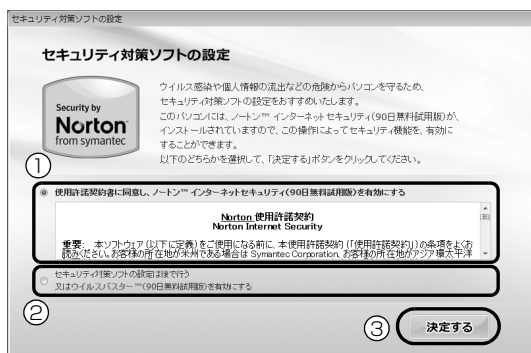 セキュリティ対策ソフトの設定
セキュリティ対策ソフトの設定
Security by
Norton
from symantec
ウイルス感染や個人情報の流出などの危険からパソコンを守るため、
セキュリティ対策ソフトの設定をおすすめいたします。
このパソコンには、ノートン™ インターネットセキュリティ(90日無料試用版)が、
インストールされていますので、この操作によってセキュリティ機能を、有効に
することができます。
以下のどちらかを選択して、「決定する」ボタンをクリックしてください。
①
使用許諾契約書に同意し、ノートン™ インターネットセキュリティ(90日無料試用版)を有効にする
Norton 使用許諾契約
Norton Internet Security
重要: 本ソフトウェア (以下に定義) をご使用になる前に、本使用許諾契約 (「使用許諾契約」) の条項をよくお
読みください。お客様の所在地が米州である場合は Symantec Corporation、お客様の所在地がアジア環太平洋
セキュリティ対策ソフトの設定は後で行う
又はウイルスバスター™(90日無料試用版)を有効にする
②
③
決定する